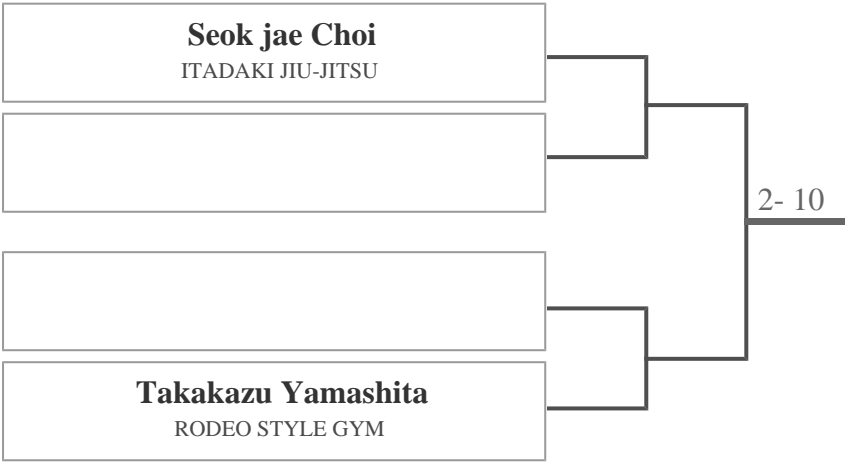 Seok jae Choi
ITADAKI JIU-JITSU
2- 10
Takakazu Yamashita
RODEO STYLE GYM